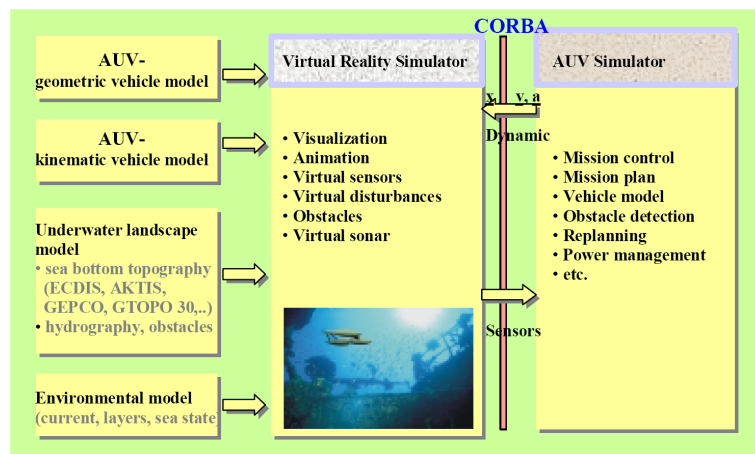 CORBA
AUV-
geometric vehicle model
AUV-
kinematic vehicle model
Underwater landscape
model
• sea bottom topography
(ECDIS, AKTIS,
GEPCO, GTOPO 30,..)
• hydrography, obstacles
Environmental model
(current, layers, sea state
Virtual Reality Simulator
• Visualization
• Animation
• Virtual sensors
• Virtual disturbances
• Obstacles
• Virtual sonar
x, v, a
Dynamic
Sensors
AUV Simulator
• Mission control
• Mission plan
• Vehicle model
• Obstacle detection
• Replanning
• Power management
• etc.